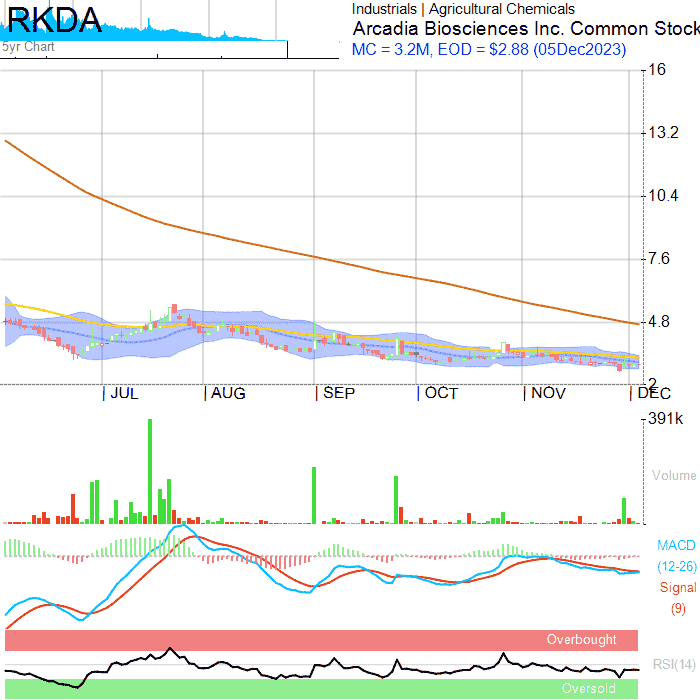 RKDA
5yr Chart
Industrials | Agricultural Chemicals
Arcadia Biosciences Inc. Common Stock
MC = 3.2M, EOD = $2.88 (05Dec2023)
16
13.2
10.4
7.6
4.8
2
JUL AUG SEP OCT NOV DEC
391k
Volume
MACD
(12-26)
Signal
(9)
Overbought
RSI(14)
Oversold